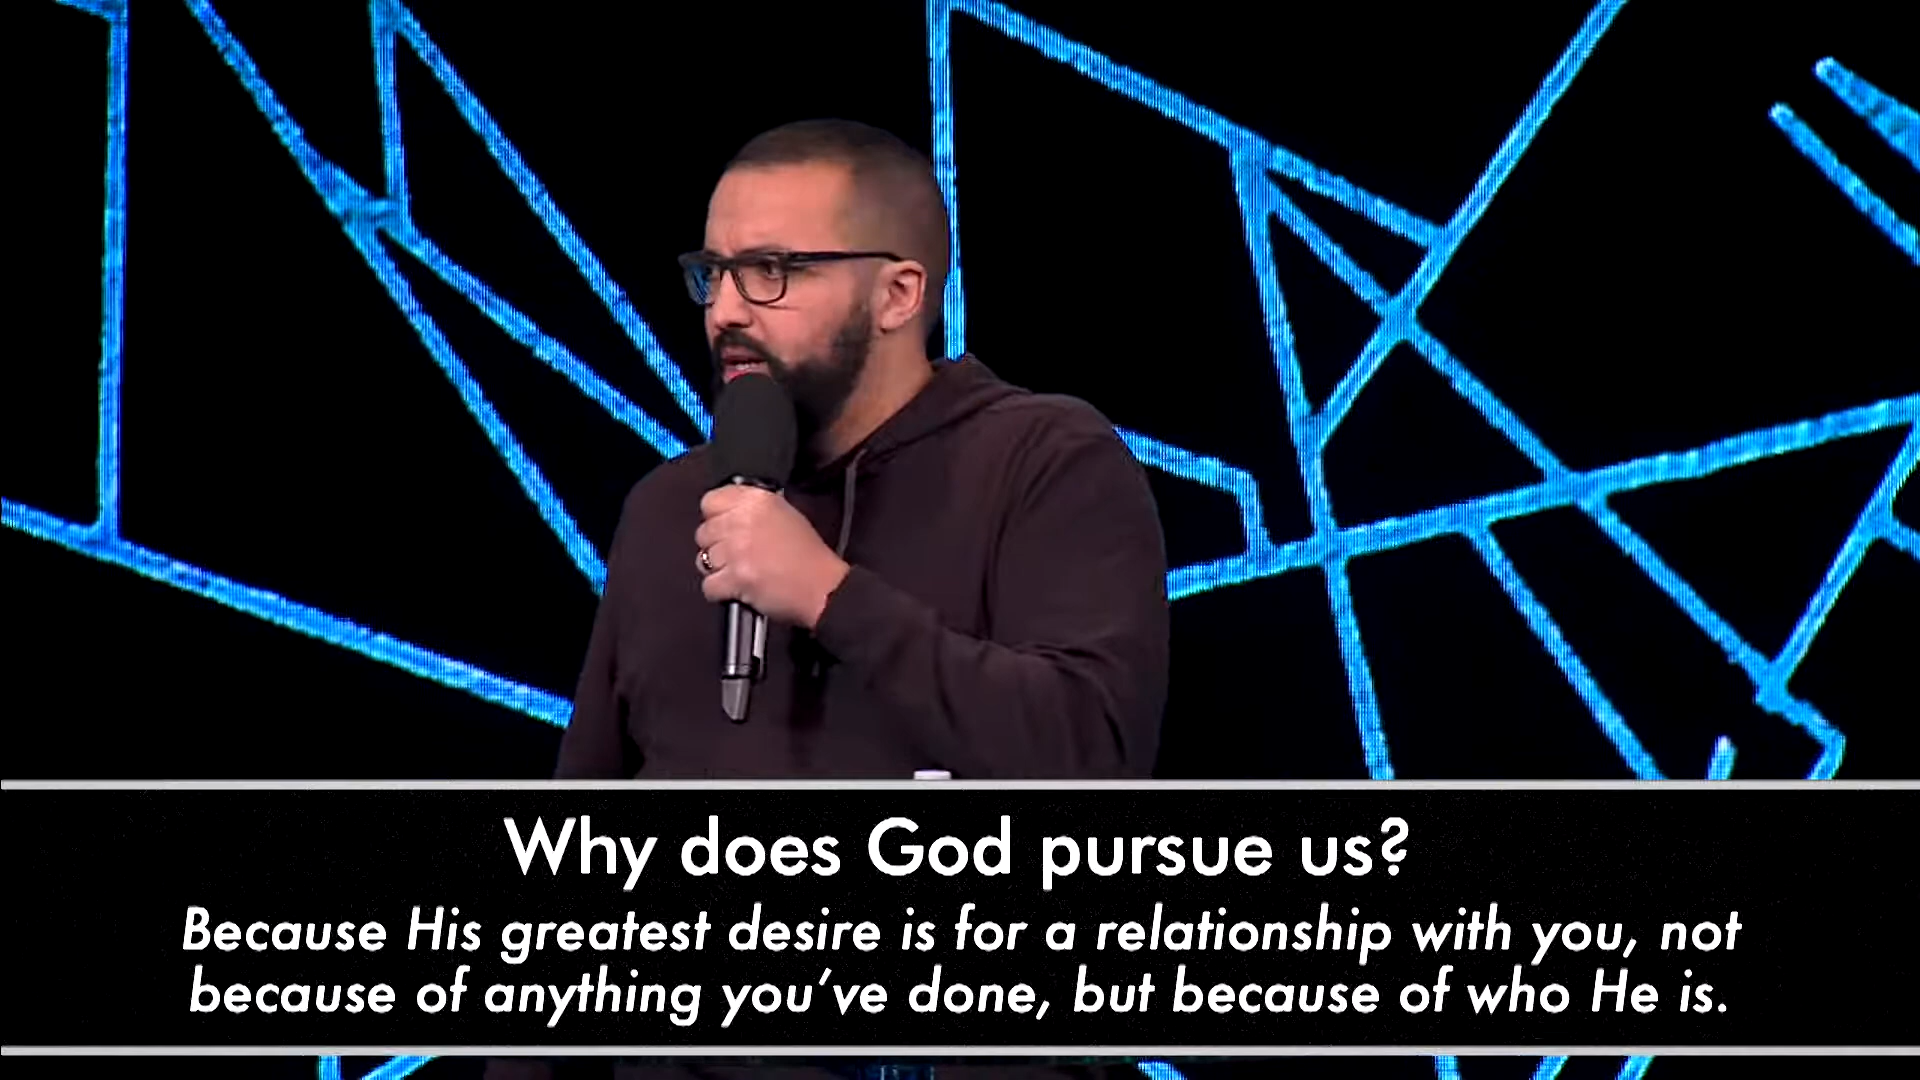 Why does God pursue us?
Because His greatest desire is for a relationship with you, not
because of anything you've done, but because of who He is.